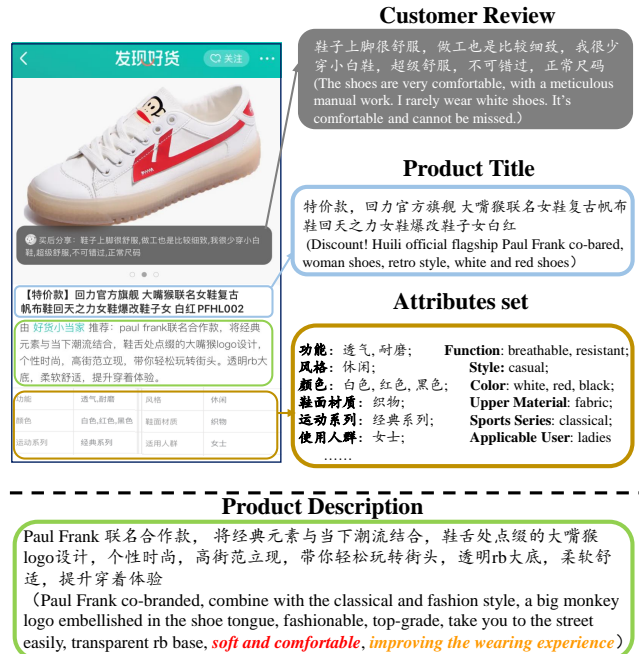 Customer Review
发现好货
关注
鞋子上脚很舒服，做工也是比较细致，我很少
穿小白鞋，超级舒服，不可错过，正常尺码
(The shoes are very comfortable, with a meticulous
manual work. I rarely wear white shoes. It's
comfortable and cannot be missed.)
买后分享：鞋子上脚很舒服,做工也是比较细致,我很少穿小白
鞋,超级舒服,不可错过,正常尺码
Product Title
特价款，回力官方旗舰 大嘴猴联名女鞋复古帆布
鞋回天之力女鞋爆改鞋子女白红
(Discount! Huili official flagship Paul Frank co-bared,
woman shoes, retro style, white and red shoes)
【特价款】回力官方旗舰 大嘴猴联名女鞋复古
帆布鞋回天之力女鞋爆改鞋子女 白红 PFHL002
由 好货小当家 推荐：paul frank联名合作款，将经典
元素与当下潮流结合，鞋舌处点缀的大嘴猴logo设计，
个性时尚，高街范立现，带你轻松玩转街头。透明rb大
底，柔软舒适，提升穿着体验。
功能 透气,耐磨 风格 休闲
颜色 白色,红色,黑色 鞋面材质 织物
运动系列 经典系列 适用人群 女士
Attributes set
功能：透气,耐磨; Function: breathable, resistant;
风格：休闲; Style: casual;
颜色：白色,红色,黑色; Color: white, red, black;
鞋面材质：织物; Upper Material: fabric;
运动系列：经典系列; Sports Series: classical;
使用人群：女士; Applicable User: ladies
……
Product Description
Paul Frank 联名合作款， 将经典元素与当下潮流结合，鞋舌处点缀的大嘴猴
logo设计，个性时尚，高街范立现，带你轻松玩转街头，透明rb大底，柔软舒
适，提升穿着体验
（Paul Frank co-branded, combine with the classical and fashion style, a big monkey
logo embellished in the shoe tongue, fashionable, top-grade, take you to the street
easily, transparent rb base, soft and comfortable, improving the wearing experience）